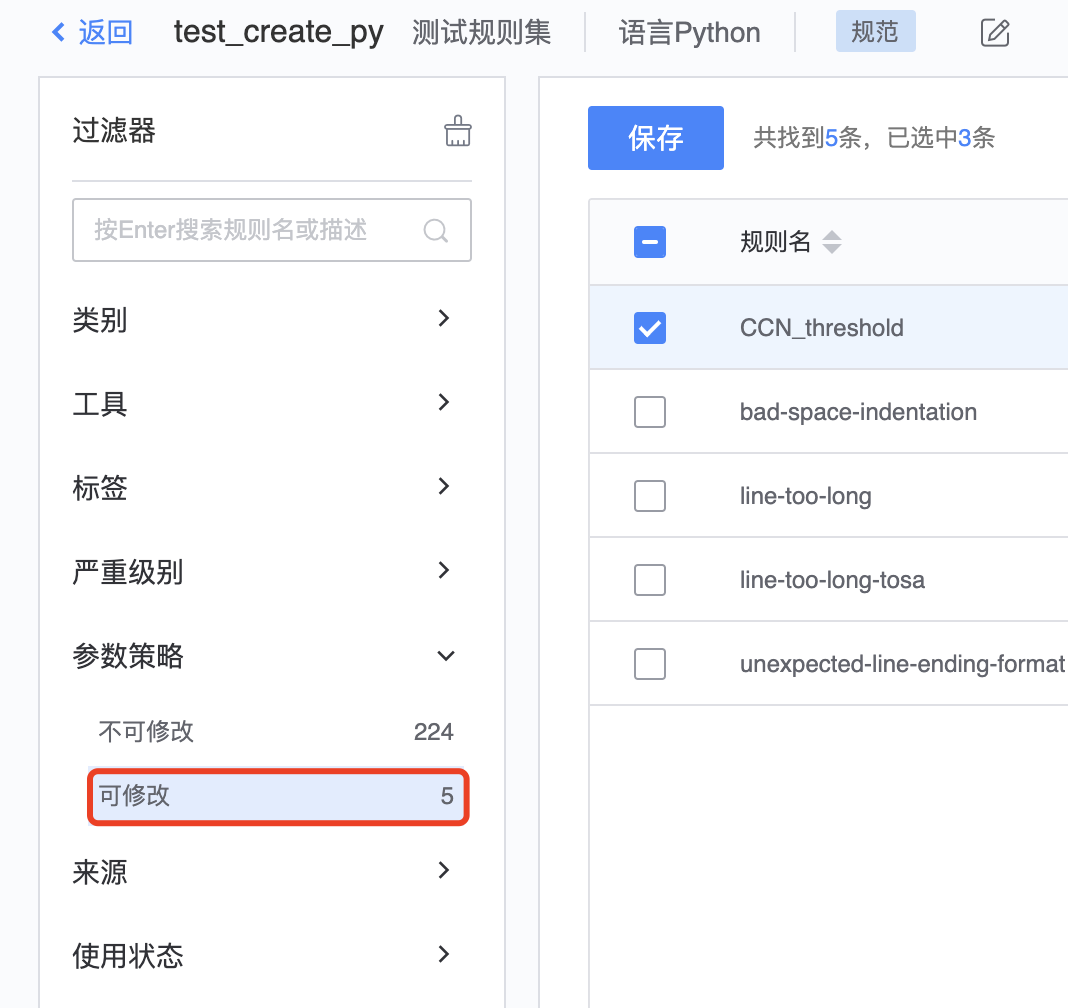 返回 test_create_py 测试规则集 语言Python 规范
过滤器
按Enter搜索规则名或描述
类别
工具
标签
严重级别
参数策略
不可修改 224
可修改 5
来源
使用状态
保存 共找到5条，已选中3条
规则名
CCN_threshold
bad-space-indentation
line-too-long
line-too-long-tosa
unexpected-line-ending-format